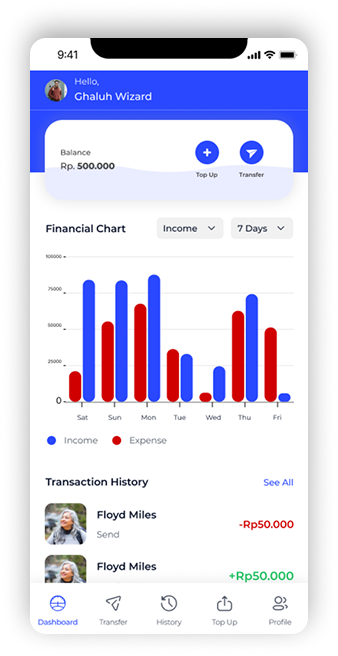 9:41
Hello,
Ghaluh Wizard
Balance
Rp. 500.000
Top Up
Transfer
Financial Chart
Income
7 Days
100000
75000
50000
25000
0
Sat Sun Mon Tue Wed Thu Fri
Income Expense
Transaction History
See All
Floyd Miles
Send
-Rp50.000
Floyd Miles
+Rp50.000
Dashboard Transfer History Top Up Profile